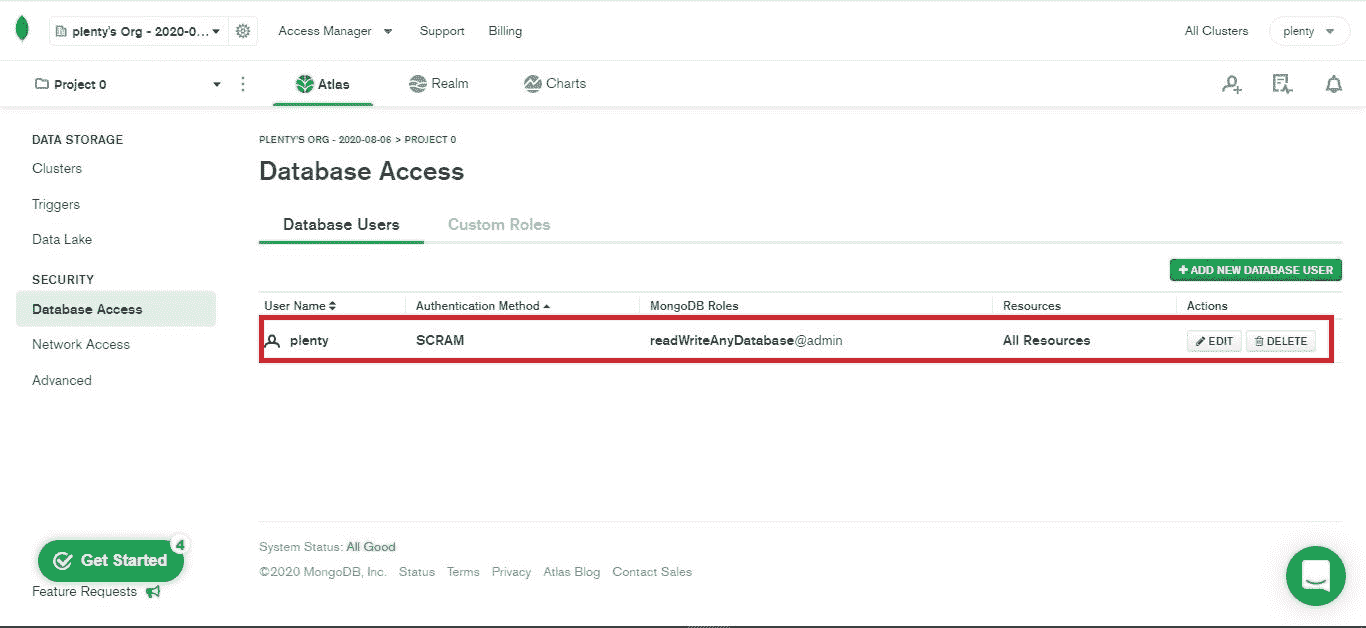 plenty's Org - 2020-0... Access Manager Support Billing All Clusters plenty
Project 0 Atlas Realm Charts
DATA STORAGE
Clusters
Triggers
Data Lake
SECURITY
Database Access
Network Access
Advanced
PLENTY'S ORG - 2020-08-06 > PROJECT 0
Database Access
Database Users Custom Roles
+ ADD NEW DATABASE USER
User Name Authentication Method MongoDB Roles Resources Actions
plenty SCRAM readWriteAnyDatabase@admin All Resources EDIT DELETE
Get Started 4
Feature Requests
System Status: All Good
©2020 MongoDB, Inc. Status Terms Privacy Atlas Blog Contact Sales